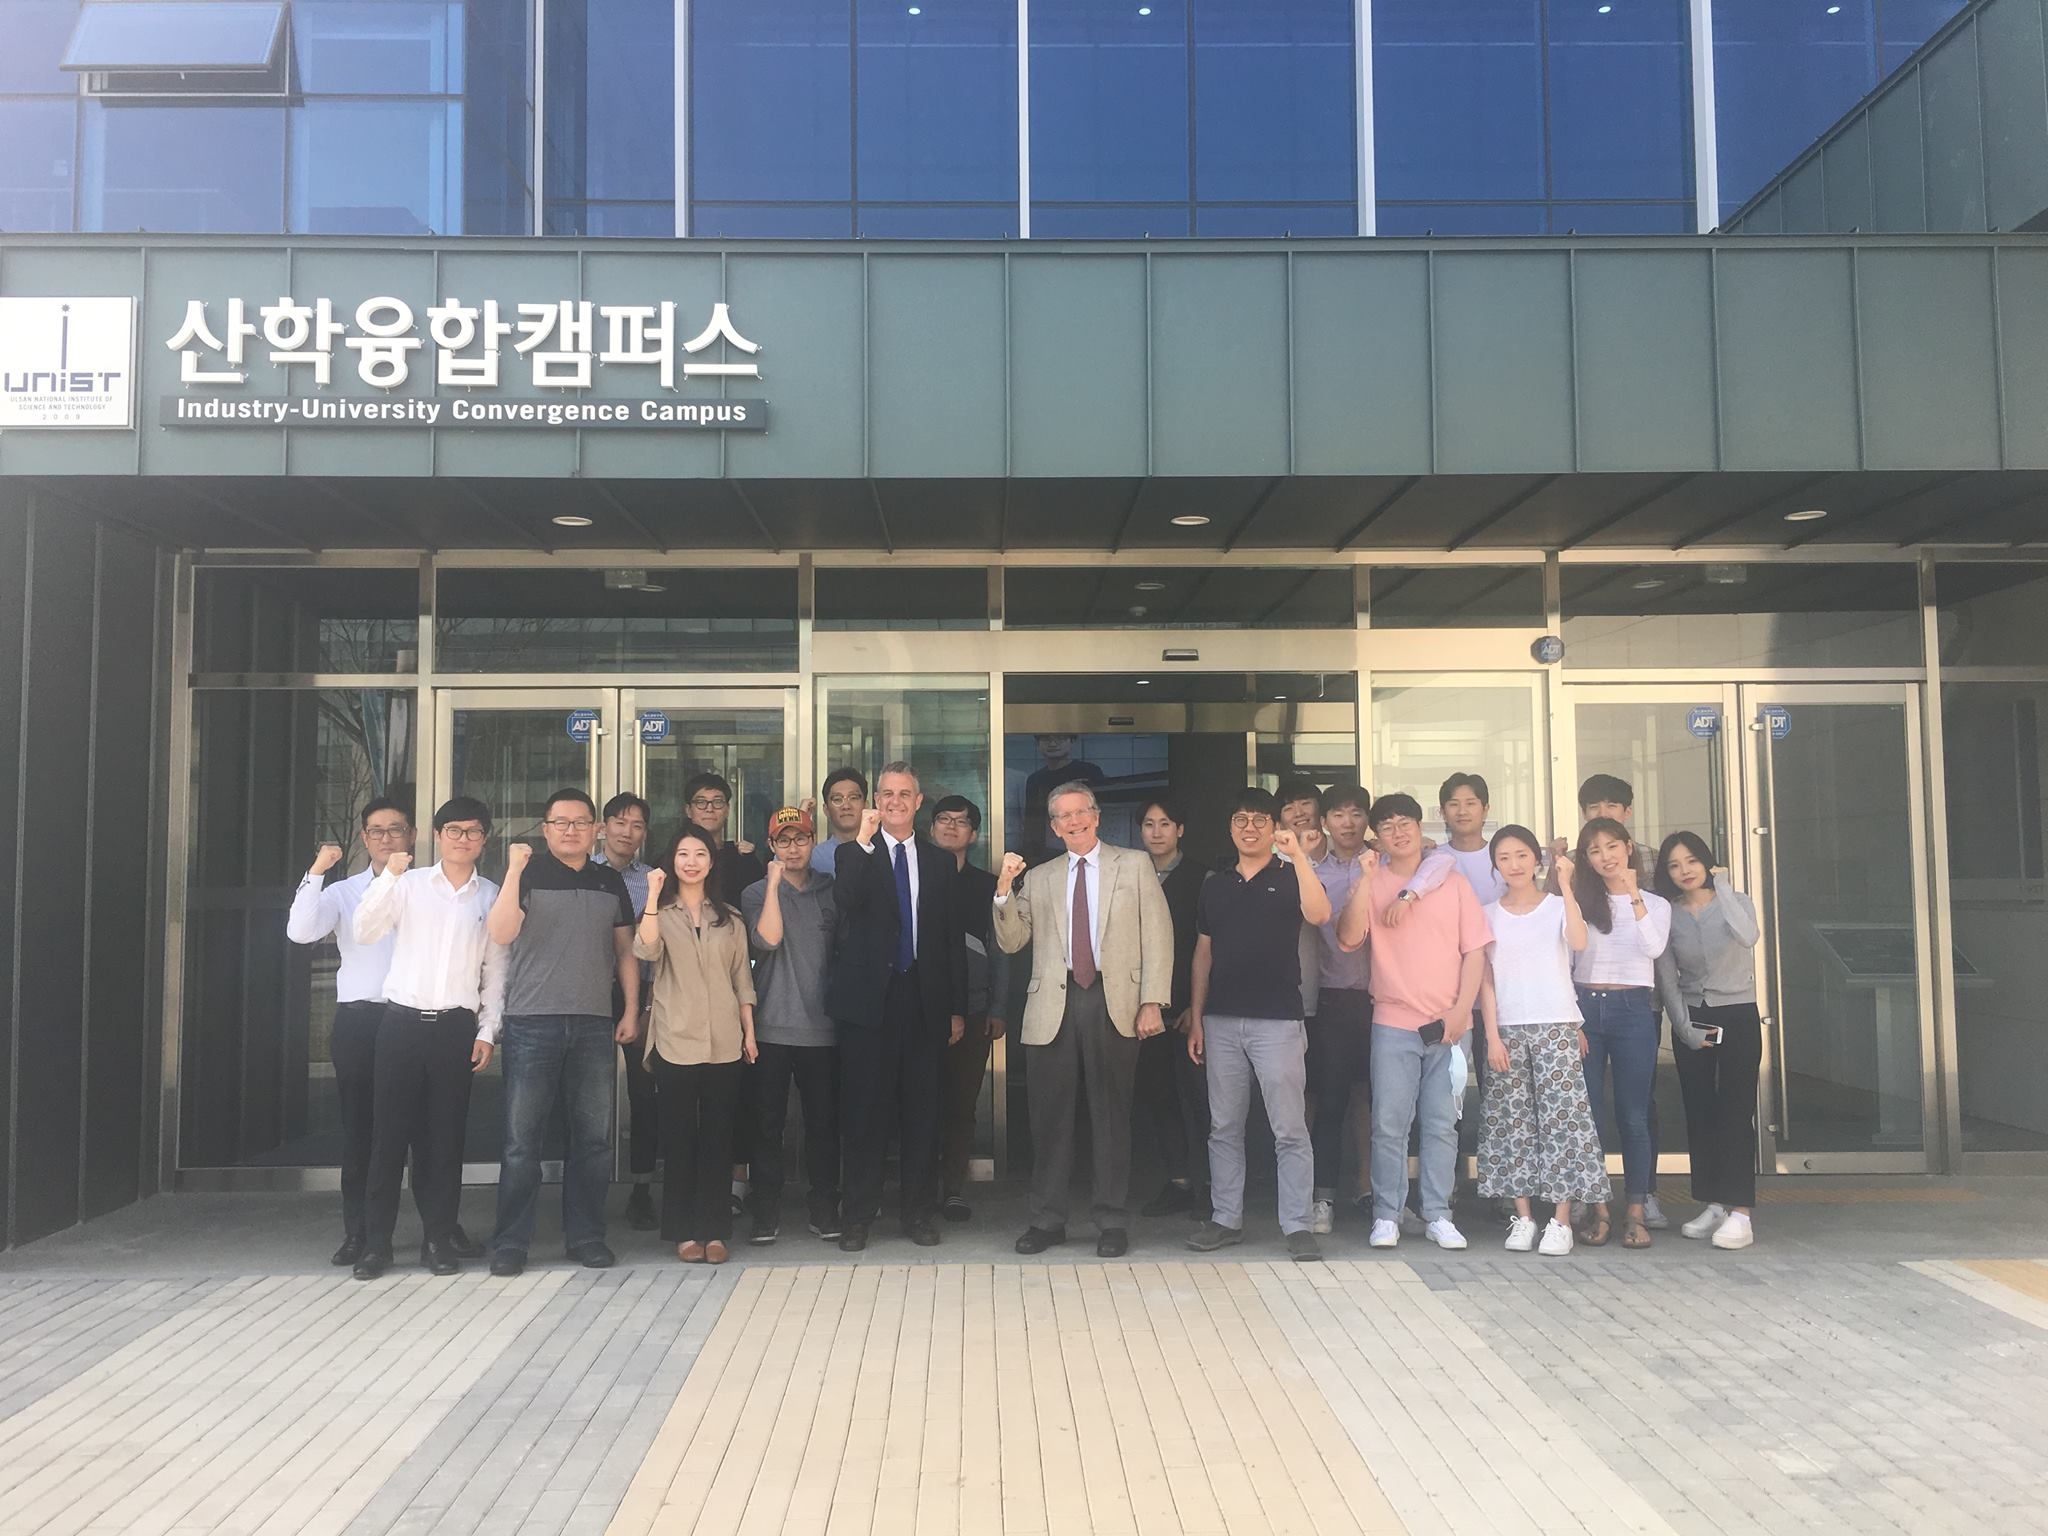 산학융합캠퍼스
Industry-University Convergence Campus
UNIST
ULSAN NATIONAL INSTITUTE OF
SCIENCE AND TECHNOLOGY
2009
ADT
ADT
ADT
ADT
ADT